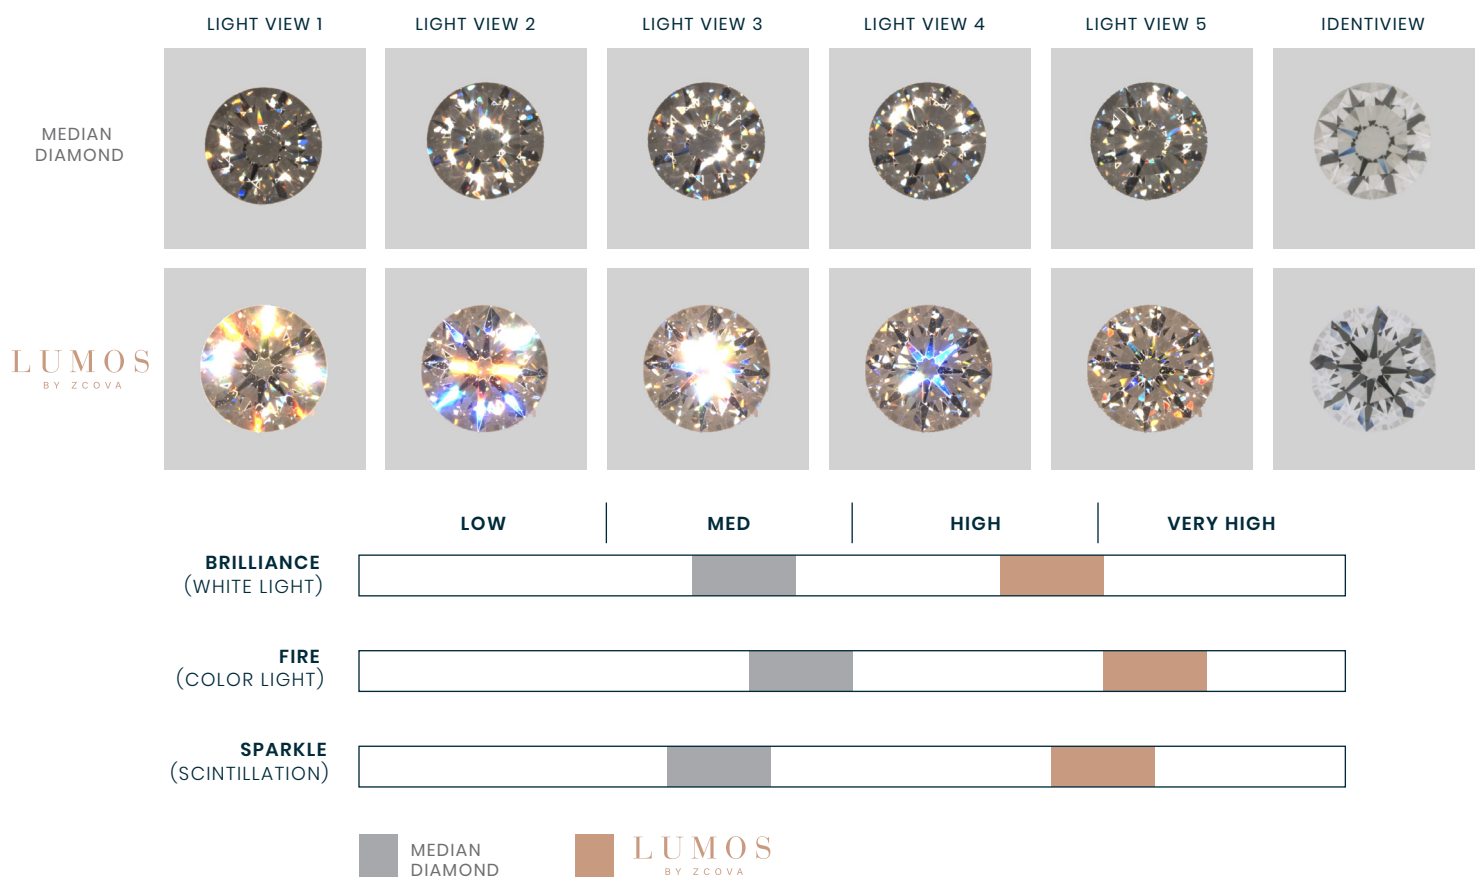 LIGHT VIEW 1
LIGHT VIEW 2
LIGHT VIEW 3
LIGHT VIEW 4
LIGHT VIEW 5
IDENTIVIEW
MEDIAN
DIAMOND
LUMOS
BY ZCOVA
LOW
MED
HIGH
VERY HIGH
BRILLIANCE
(WHITE LIGHT)
FIRE
(COLOR LIGHT)
SPARKLE
(SCINTILLATION)
MEDIAN
DIAMOND
LUMOS
BY ZCOVA